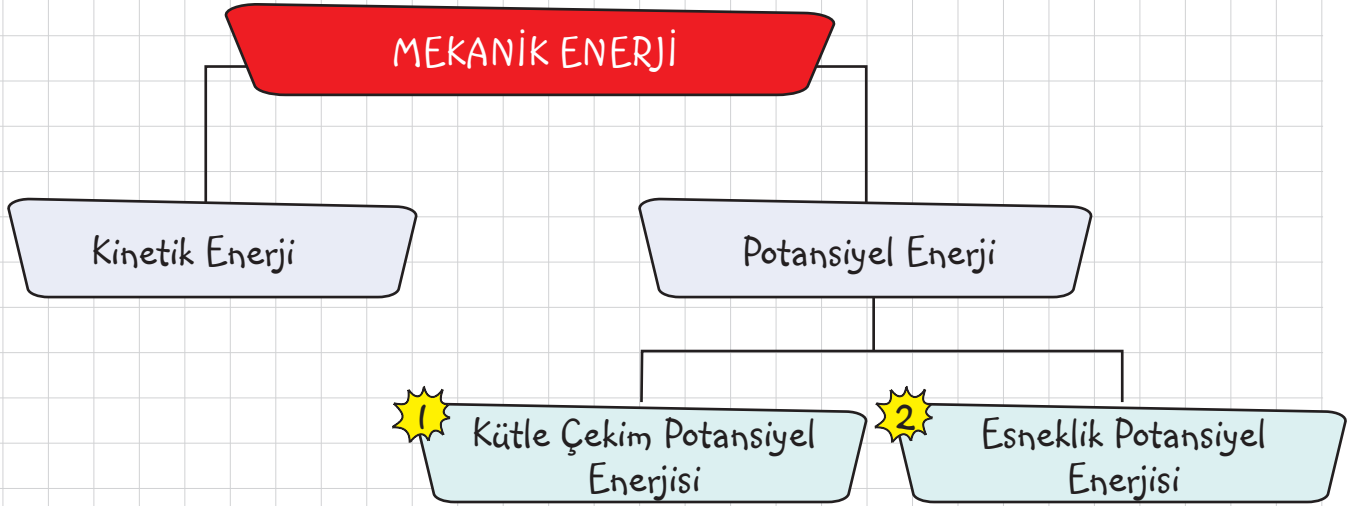 MEKANİK ENERJİ
Kinetik Enerji
Potansiyel Enerji
1
Kütle Çekim Potansiyel
Enerjisi
2
Esneklik Potansiyel
Enerjisi